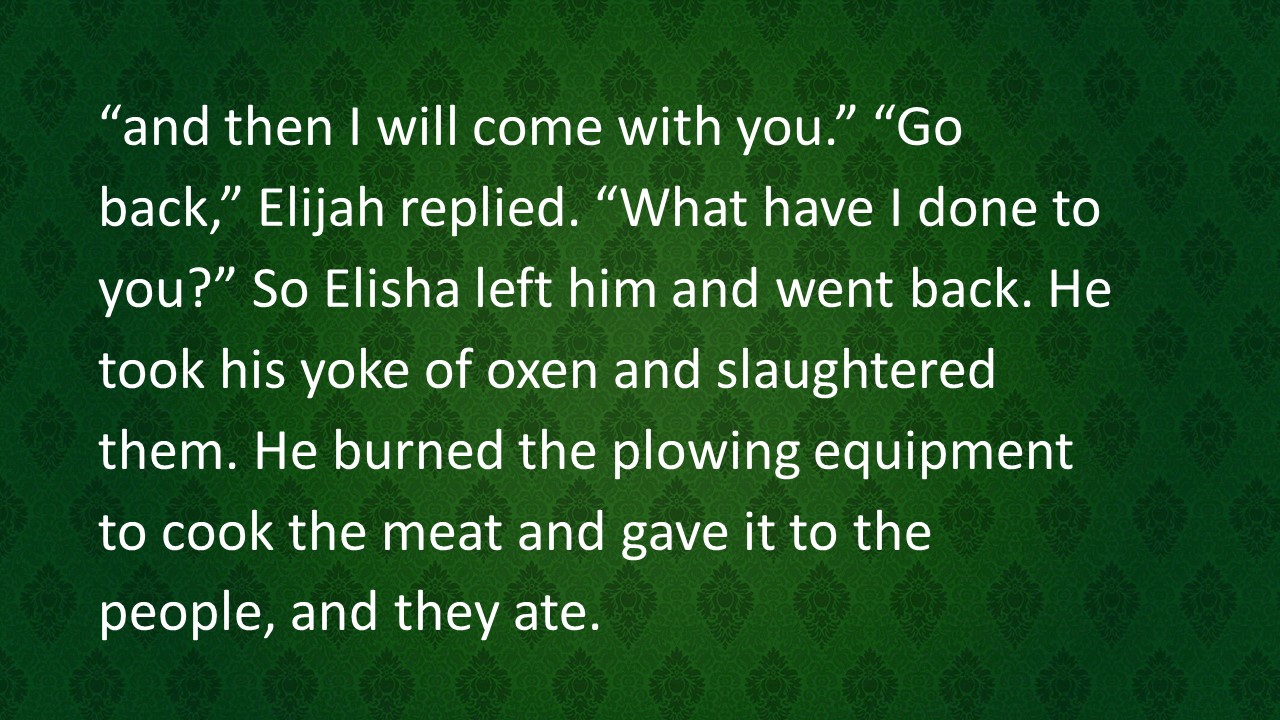 “and then I will come with you.” “Go
back,” Elijah replied. “What have I done to
you?” So Elisha left him and went back. He
took his yoke of oxen and slaughtered
them. He burned the plowing equipment
to cook the meat and gave it to the
people, and they ate.